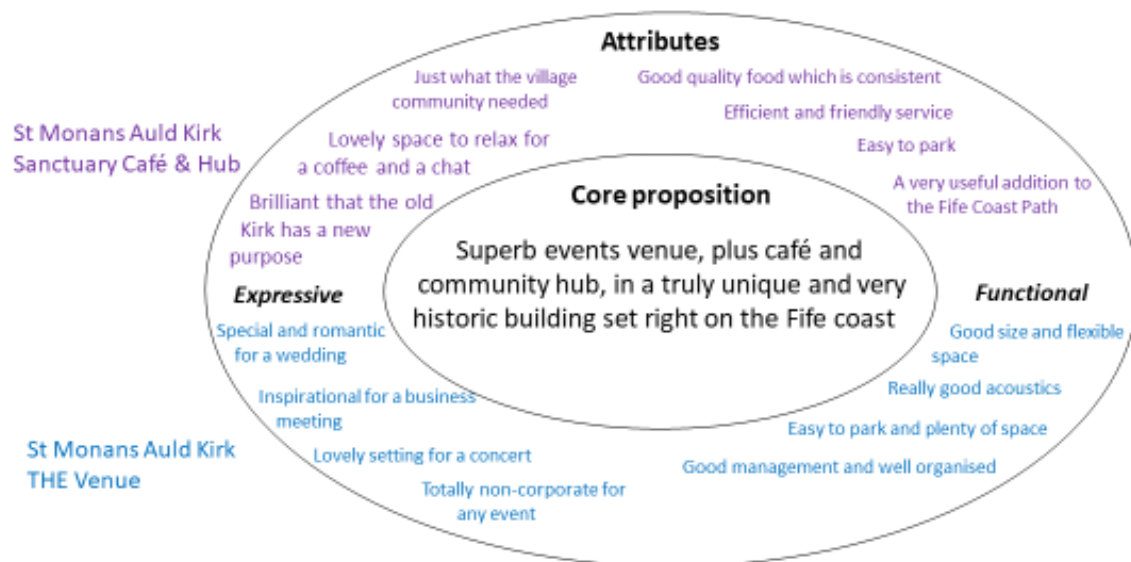 Attributes
Just what the village
community needed
Good quality food which is consistent
Efficient and friendly service
St Monans Auld Kirk
Sanctuary Café & Hub
Lovely space to relax for
a coffee and a chat
Easy to park
Brilliant that the old
Kirk has a new
purpose
A very useful addition to
the Fife Coast Path
Core proposition
Superb events venue, plus café and
community hub, in a truly unique and very
historic building set right on the Fife coast
Expressive
Functional
Special and romantic
for a wedding
Good size and flexible
space
Inspirational for a business
meeting
Really good acoustics
Easy to park and plenty of space
St Monans Auld Kirk
THE Venue
Lovely setting for a concert
Good management and well organised
Totally non-corporate for
any event